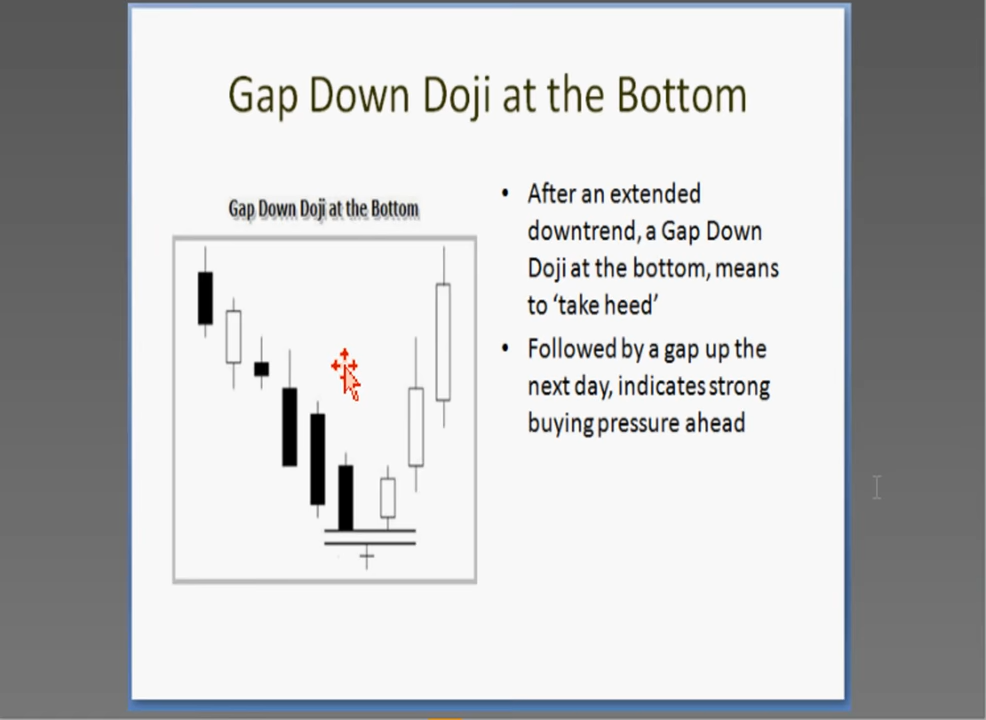 Gap Down Doji at the Bottom
Gap Down Doji at the Bottom
• After an extended
downtrend, a Gap Down
Doji at the bottom, means
to ‘take heed’
• Followed by a gap up the
next day, indicates strong
buying pressure ahead